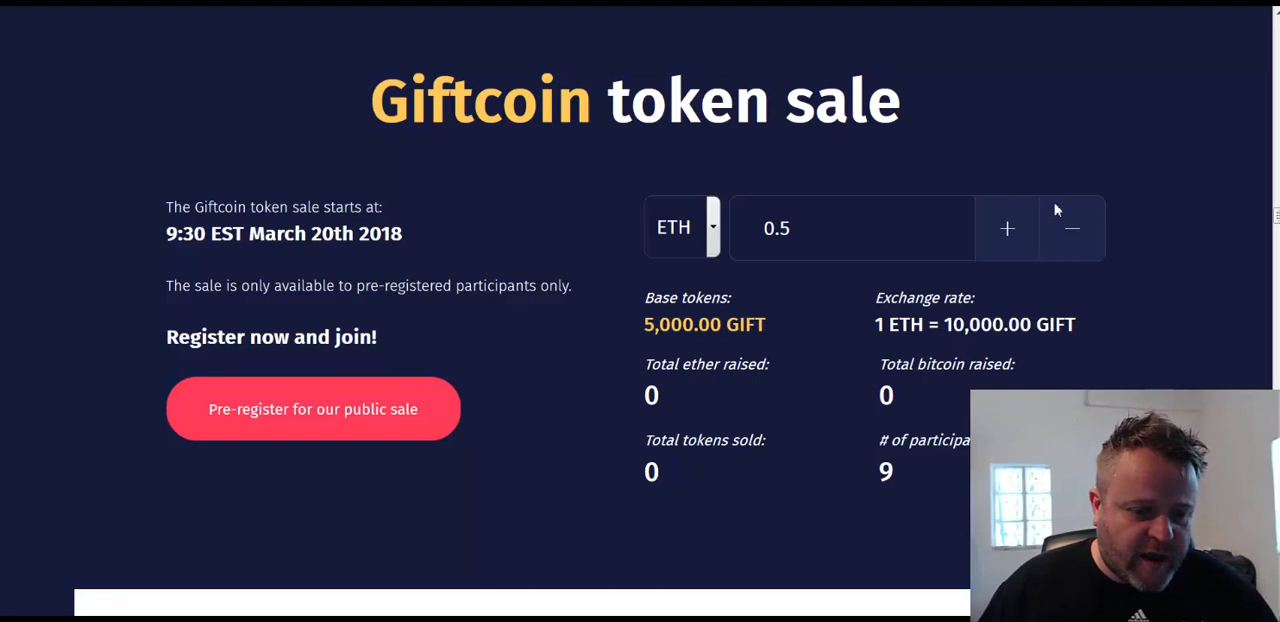 Giftcoin token sale
The Giftcoin token sale starts at:
9:30 EST March 20th 2018
The sale is only available to pre-registered participants only.
Register now and join!
Pre-register for our public sale
ETH
0.5
+
−
Base tokens:
5,000.00 GIFT
Exchange rate:
1 ETH = 10,000.00 GIFT
Total ether raised:
0
Total bitcoin raised:
0
Total tokens sold:
0
# of participa
9